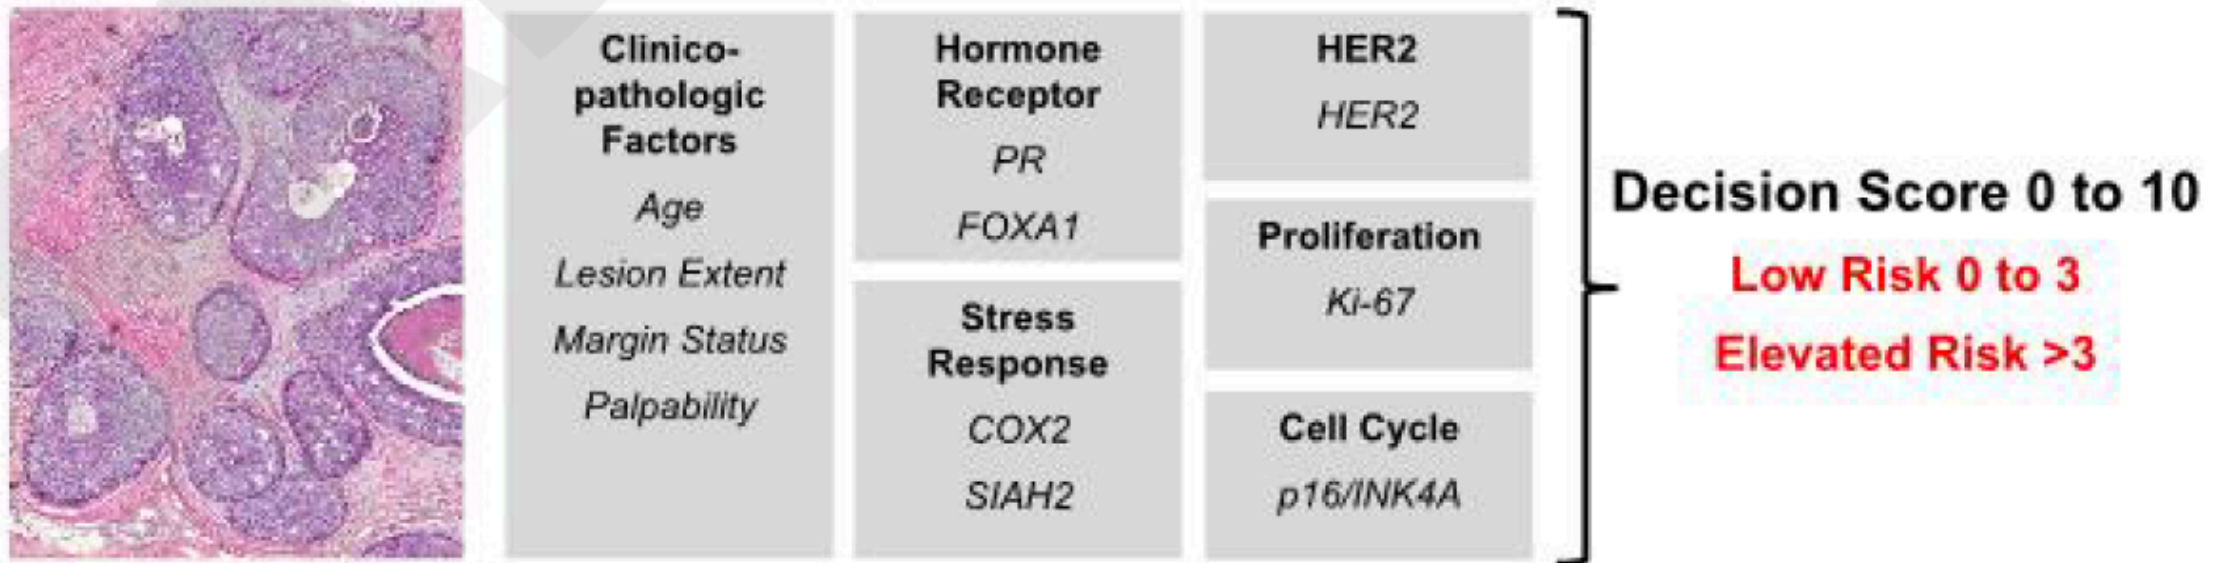 Clinico-
pathologic
Factors
Age
Lesion Extent
Margin Status
Palpability
Hormone
Receptor
PR
FOXA1
Stress
Response
COX2
SIAH2
HER2
HER2
Proliferation
Ki-67
Cell Cycle
p16/INK4A
Decision Score 0 to 10
Low Risk 0 to 3
Elevated Risk >3